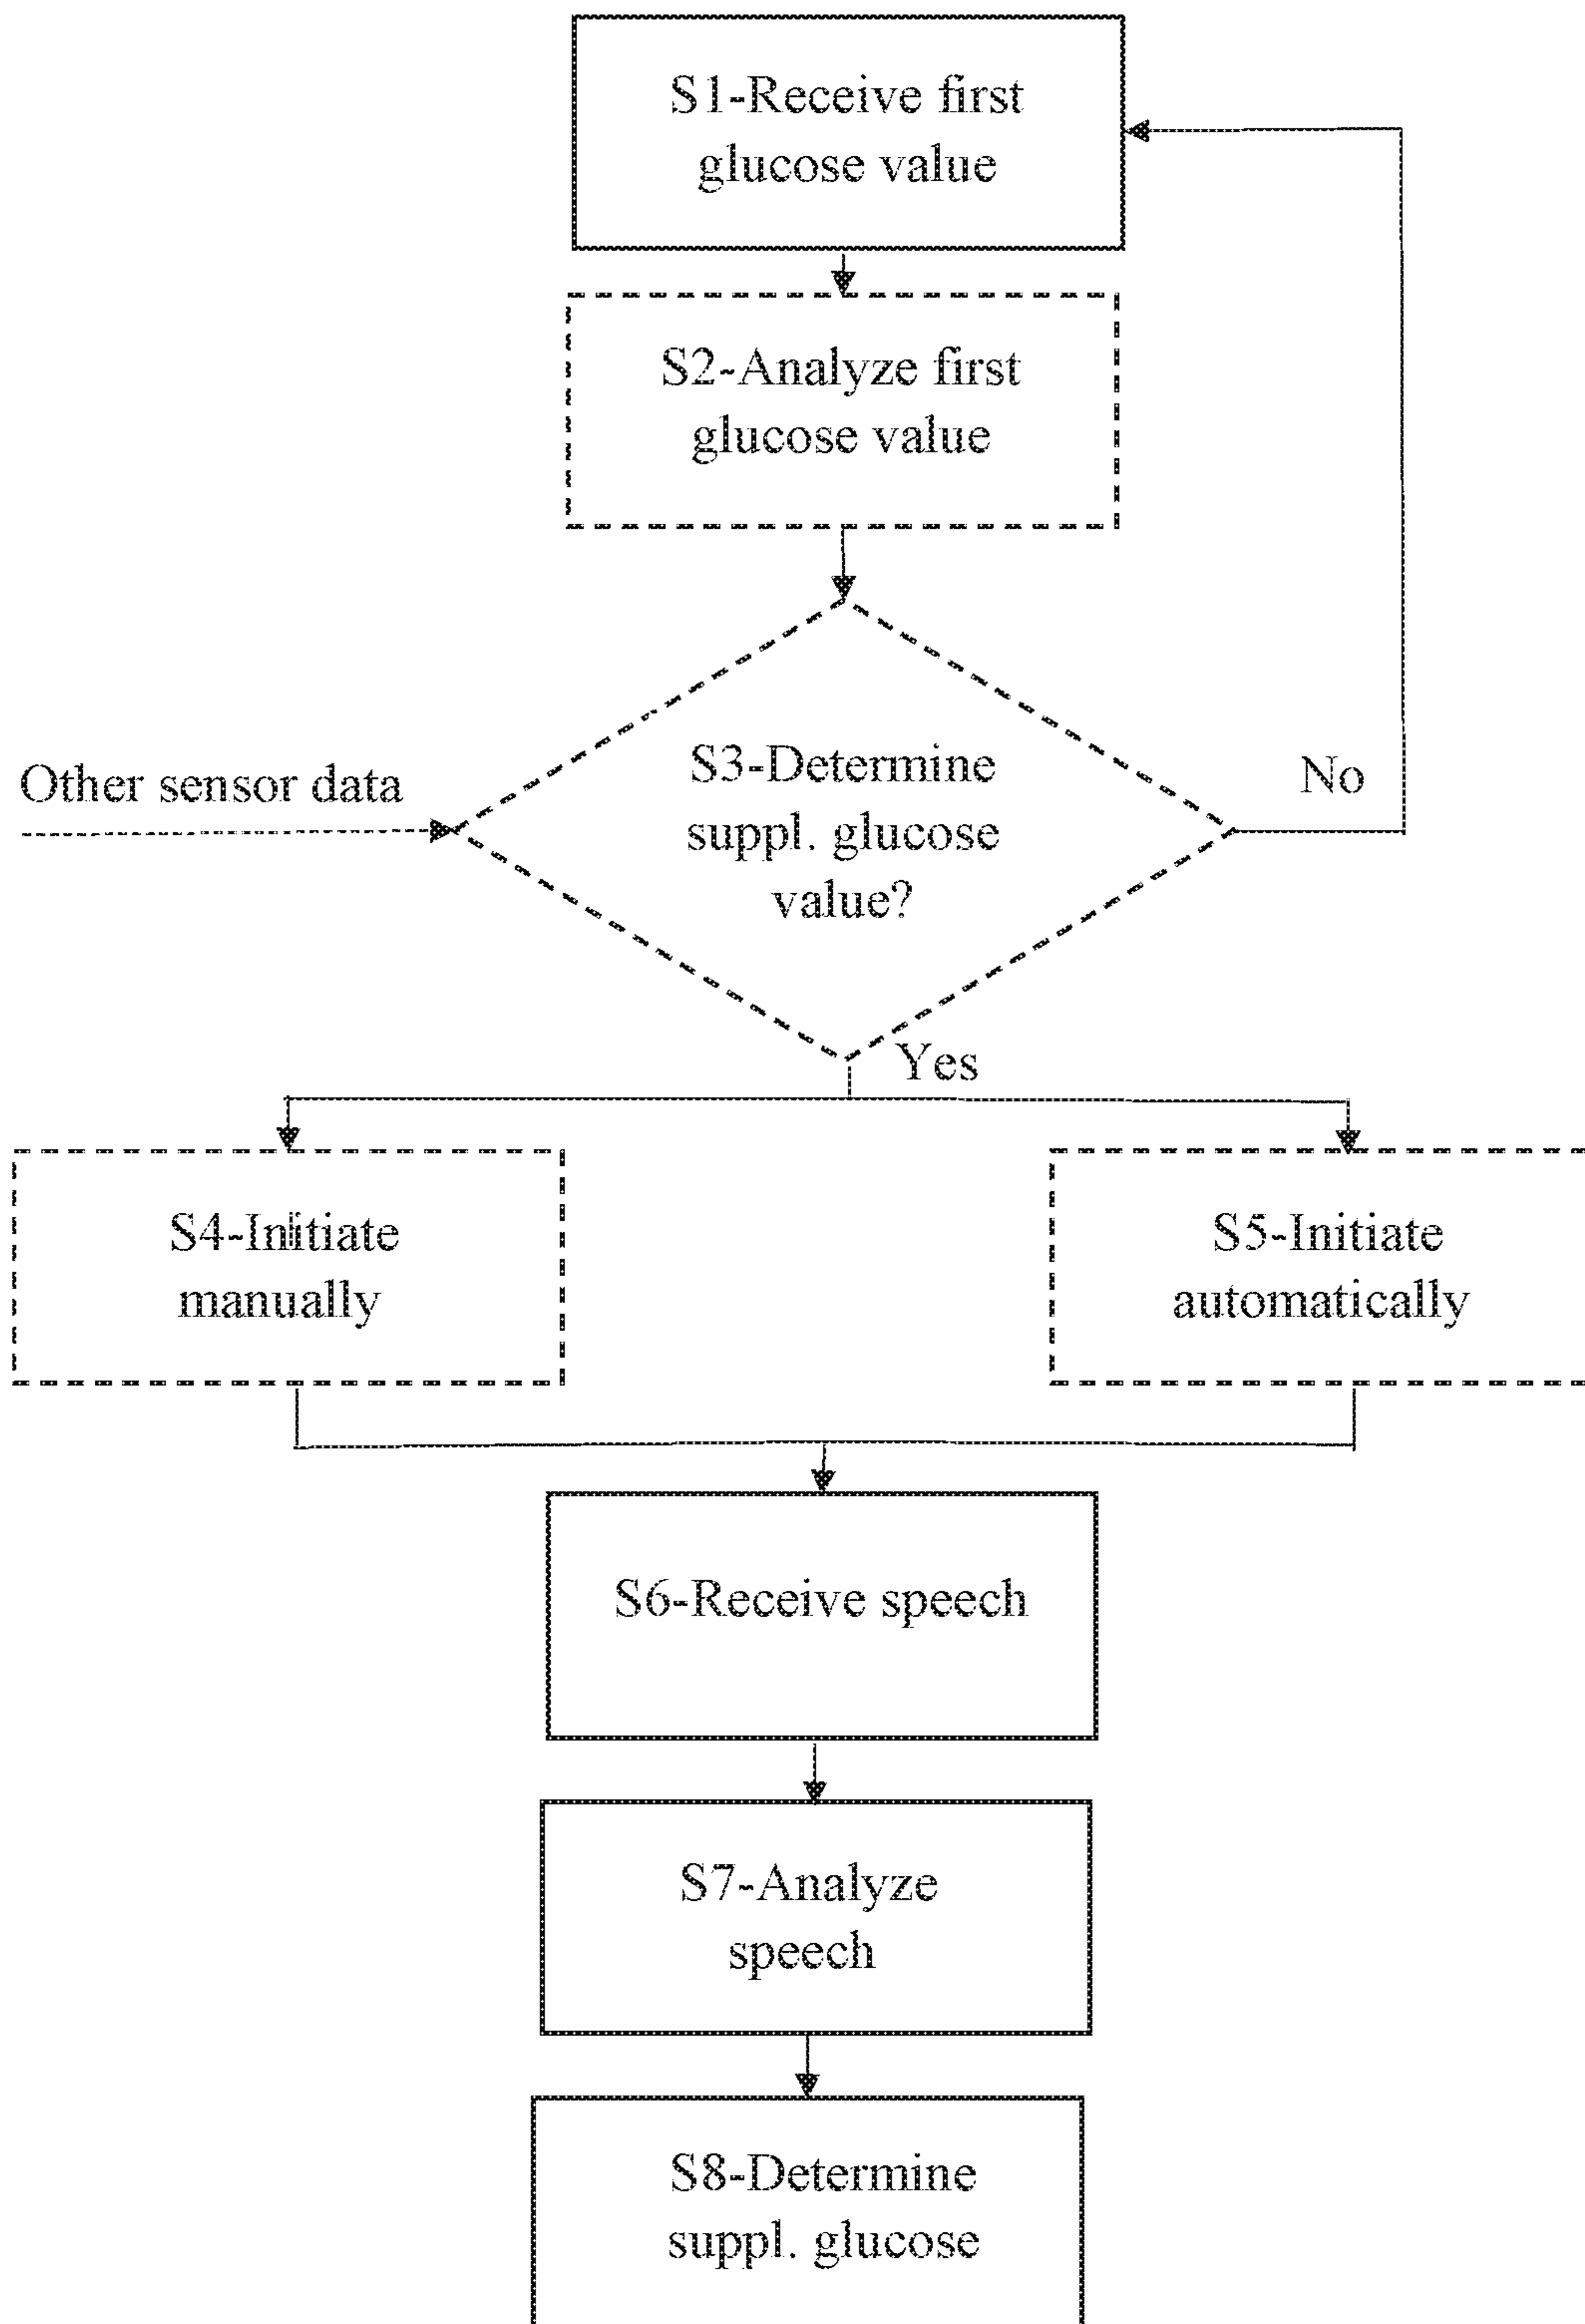 S1-Receive first
glucose value
S2-Analyze first
glucose value
Other sensor data
S3-Determine
suppl. glucose
value?
No
Yes
S4-Initiate
manually
S5-Initiate
automatically
S6-Receive speech
S7-Analyze
speech
S8-Determine
suppl. glucose